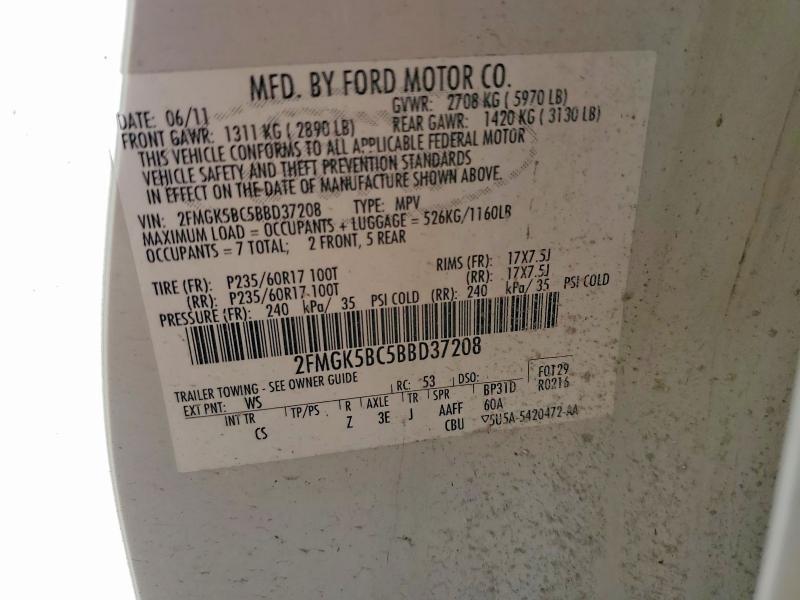 MFD. BY FORD MOTOR CO.
DATE: 06/11 GVWR: 2708 KG ( 5970 LB)
FRONT GAWR: 1311 KG ( 2890 LB) REAR GAWR: 1420 KG ( 3130 LB)
THIS VEHICLE CONFORMS TO ALL APPLICABLE FEDERAL MOTOR
VEHICLE SAFETY AND THEFT PREVENTION STANDARDS
IN EFFECT ON THE DATE OF MANUFACTURE SHOWN ABOVE.
VIN: 2FMGK5BC5BBD37208 TYPE: MPV
MAXIMUM LOAD = OCCUPANTS + LUGGAGE = 526KG/1160LB
OCCUPANTS = 7 TOTAL; 2 FRONT, 5 REAR
TIRE (FR): P235/60R17 100T RIMS (FR): 17X7.5J
(RR): P235/60R17 100T (RR): 17X7.5J
PRESSURE (FR): 240 kPa/ 35 PSI COLD (RR): 240 kPa/ 35 PSI COLD
2FMGK5BC5BBD37208
TRAILER TOWING - SEE OWNER GUIDE
F0129
R0216
EXT PNT: WS RC: 53 DSO: BP31D
INT TR TP/PS R AXLE TR SPR 60A
CS Z 3E J AAFF
CBU ▽5U5A-5420472-AA